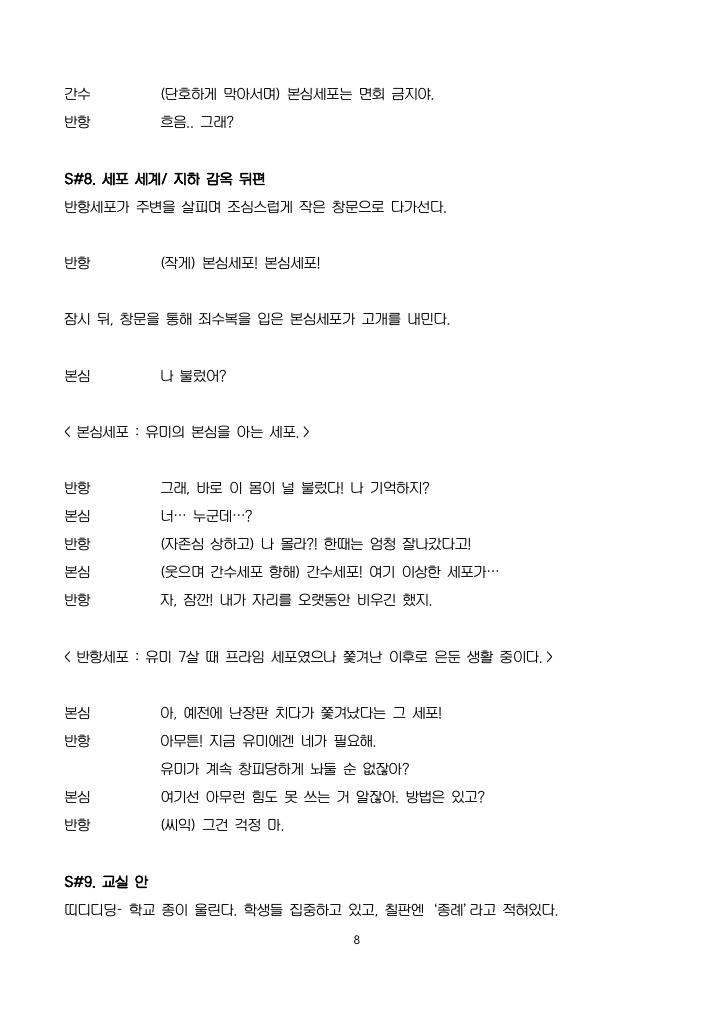 간수 (단호하게 막아서며) 본심세포는 면회 금지야.
반항 흐음.. 그래?
S#8. 세포 세계/ 지하 감옥 뒤편
반항세포가 주변을 살피며 조심스럽게 작은 창문으로 다가선다.
반항 (작게) 본심세포! 본심세포!
잠시 뒤, 창문을 통해 죄수복을 입은 본심세포가 고개를 내민다.
본심 나 불렀어?
< 본심세포 : 유미의 본심을 아는 세포. >
반항 그래, 바로 이 몸이 널 불렀다! 나 기억하지?
본심 너… 누군데…?
반항 (자존심 상하고) 나 몰라?! 한때는 엄청 잘나갔다고!
본심 (웃으며 간수세포 향해) 간수세포! 여기 이상한 세포가…
반항 자, 잠깐! 내가 자리를 오랫동안 비우긴 했지.
< 반항세포 : 유미 7살 때 프라임 세포였으나 쫓겨난 이후로 은둔 생활 중이다. >
본심 아, 예전에 난장판 치다가 쫓겨났다는 그 세포!
반항 아무튼! 지금 유미에겐 네가 필요해.
유미가 계속 창피당하게 놔둘 순 없잖아?
본심 여기선 아무런 힘도 못 쓰는 거 알잖아. 방법은 있고?
반항 (씨익) 그건 걱정 마.
S#9. 교실 안
띠디디딩- 학교 종이 울린다. 학생들 집중하고 있고, 칠판엔 ‘종례’라고 적혀있다.
8